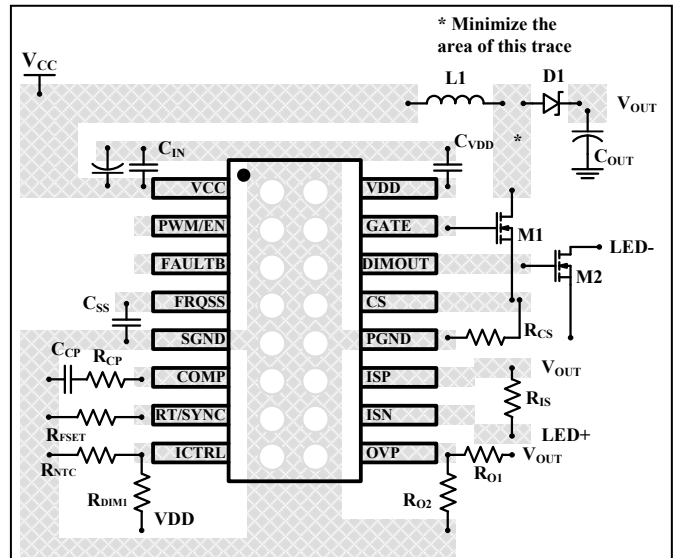 * Minimize the
area of this trace
VCC
L1
D1
VOUT
*
CIN
CVDD
COUT
VCC
VDD
PWM/EN
GATE
M1
FAULTB
DIMOUT
LED-
M2
CSS
FRQSS
CS
SGND
PGND
RCS
CCP
RCP
COMP
ISP
VOUT
RIS
RT/SYNC
ISN
RFSET
LED+
RNTC
ICTRL
OVP
VOUT
RO1
RDIM1
RO2
VDD